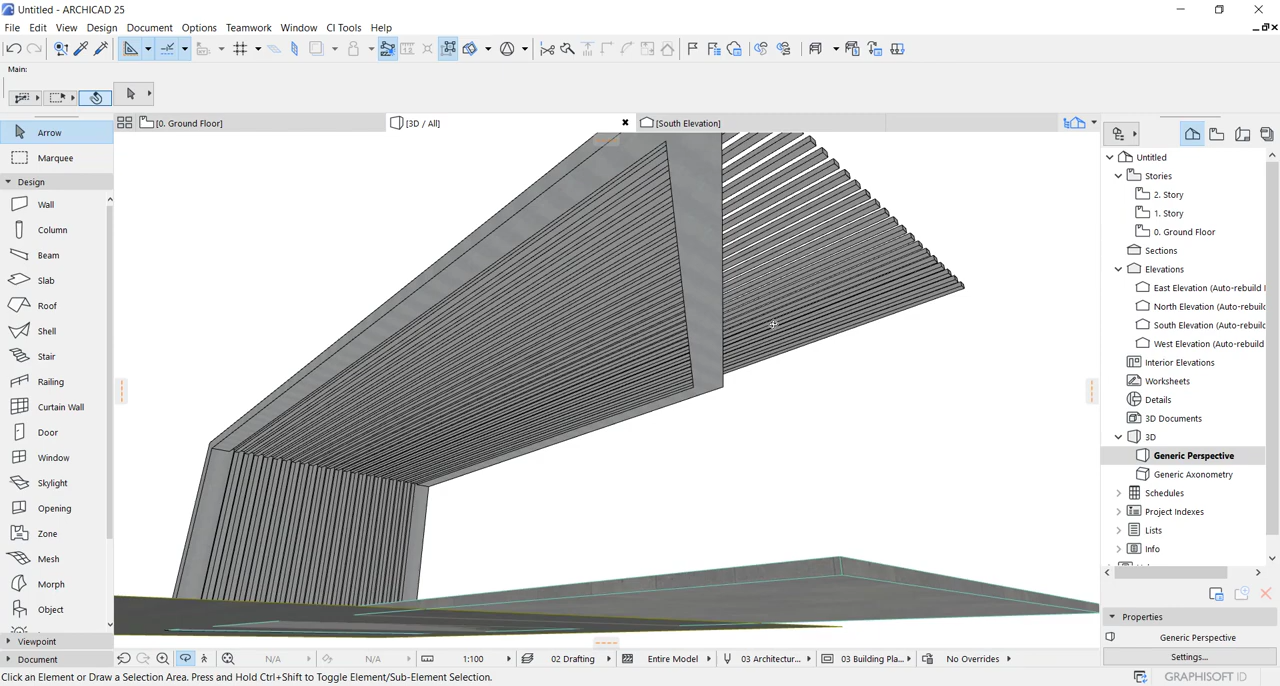 Untitled - ARCHICAD 25
File Edit View Design Document Options Teamwork Window CI Tools Help
Main:
[0. Ground Floor]
[3D / All]
[South Elevation]
Arrow
Marquee
Design
Wall
Column
Beam
Slab
Roof
Shell
Stair
Railing
Curtain Wall
Door
Window
Skylight
Opening
Zone
Mesh
Morph
Object
Viewpoint
Document
Untitled
Stories
2. Story
1. Story
0. Ground Floor
Sections
Elevations
East Elevation (Auto-rebuild
North Elevation (Auto-rebuild
South Elevation (Auto-rebuild
West Elevation (Auto-rebuild
Interior Elevations
Worksheets
Details
3D Documents
3D
Generic Perspective
Generic Axonometry
Schedules
Project Indexes
Lists
Info
Properties
Generic Perspective
Settings...
N/A N/A 1:100 02 Drafting Entire Model 03 Architectur... 03 Building Pla... No Overrides
Click an Element or Draw a Selection Area. Press and Hold Ctrl+Shift to Toggle Element/Sub-Element Selection.
GRAPHISOFT ID